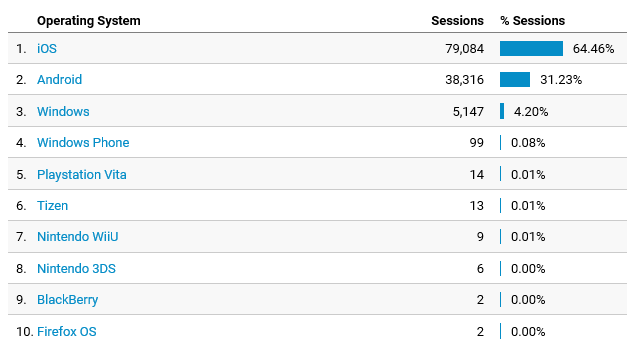 Operating System Sessions % Sessions
1. iOS 79,084 64.46%
2. Android 38,316 31.23%
3. Windows 5,147 4.20%
4. Windows Phone 99 0.08%
5. Playstation Vita 14 0.01%
6. Tizen 13 0.01%
7. Nintendo WiiU 9 0.01%
8. Nintendo 3DS 6 0.00%
9. BlackBerry 2 0.00%
10. Firefox OS 2 0.00%